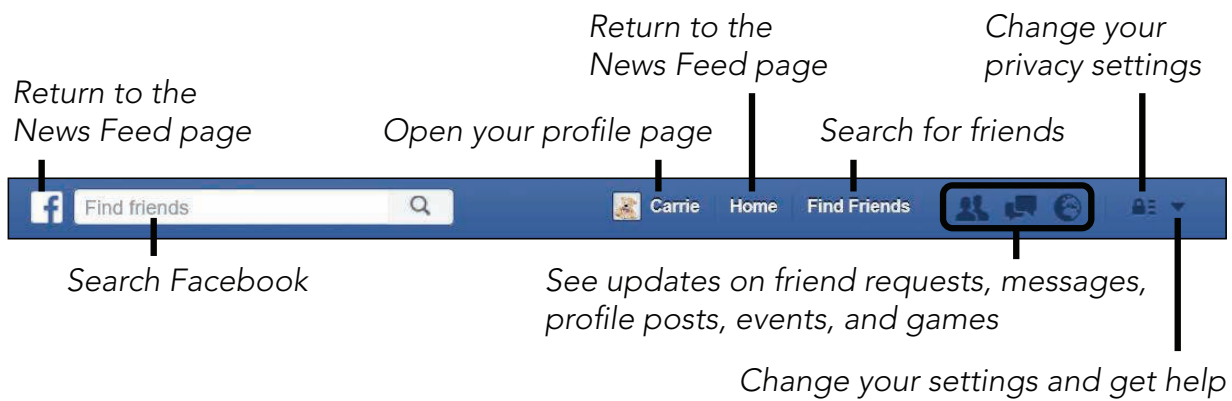 Return to the
News Feed page
Change your
privacy settings
Return to the
News Feed page
Open your profile page
Search for friends
f
Find friends
Carrie
Home
Find Friends
Search Facebook
See updates on friend requests, messages,
profile posts, events, and games
Change your settings and get help